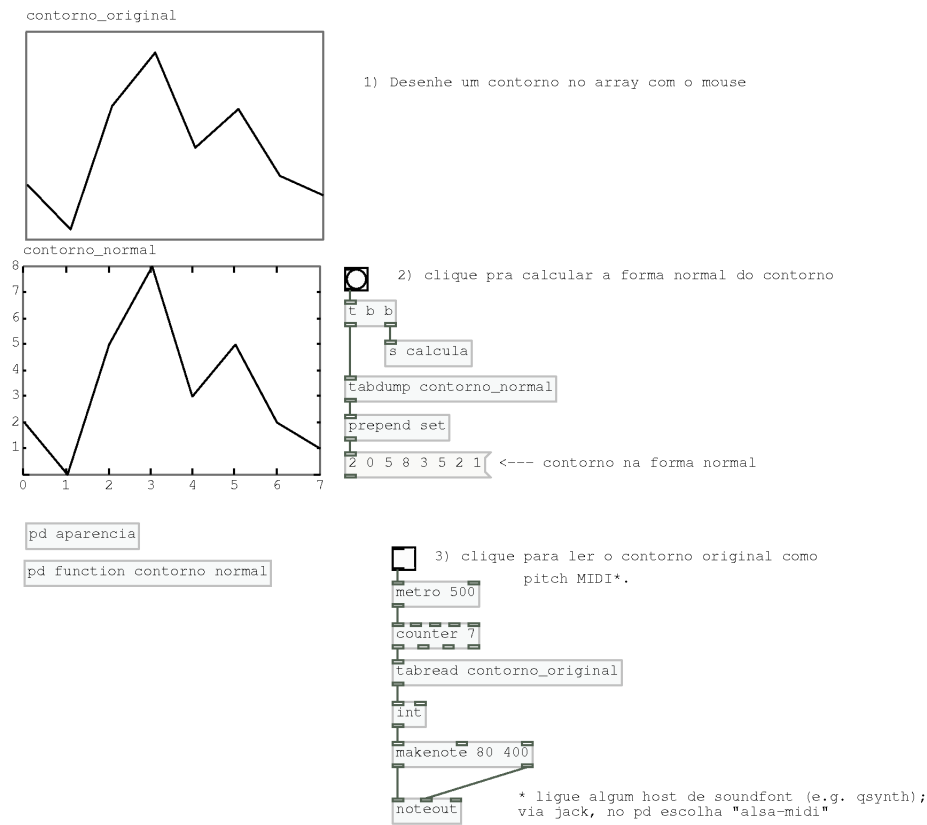 contorno_original
1) Desenhe um contorno no array com o mouse
contorno_normal
8
7
6
5
4
3
2
1
0 1 2 3 4 5 6 7
2) clique pra calcular a forma normal do contorno
t b b
s calcula
tabdump contorno_normal
prepend set
2 0 5 8 3 5 2 1
<--- contorno na forma normal
pd aparencia
pd function contorno normal
3) clique para ler o contorno original como
pitch MIDI*.
metro 500
counter 7
tabread contorno_original
int
makenote 80 400
noteout
* ligue algum host de soundfont (e.g. qsynth);
via jack, no pd escolha "alsa-midi"